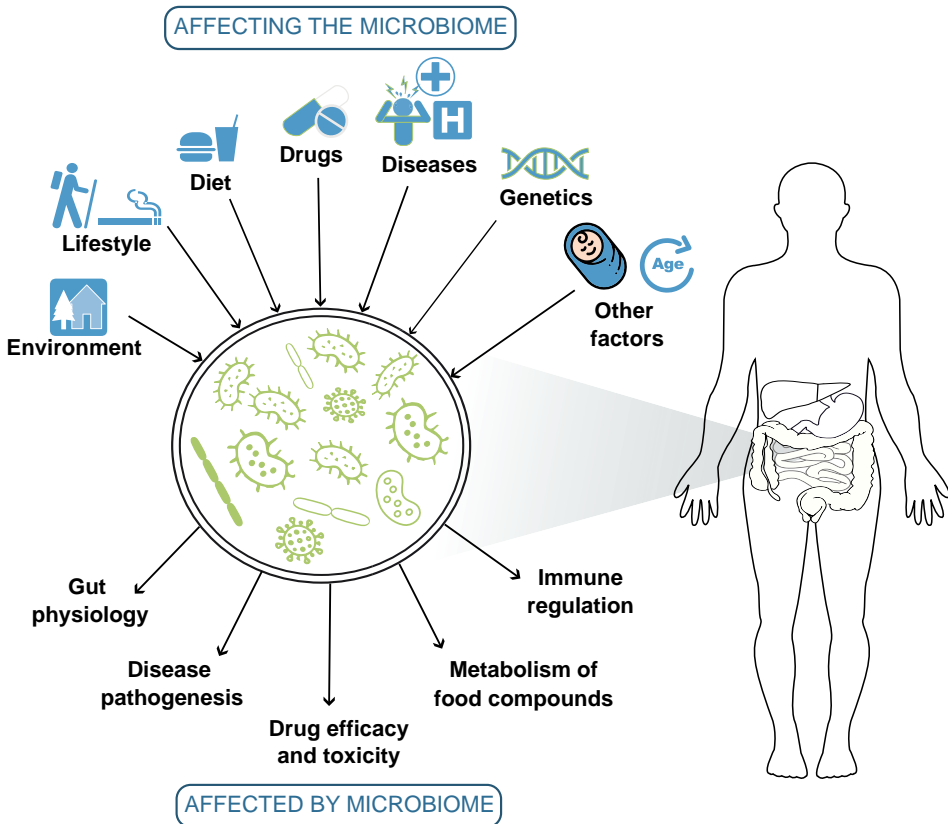 AFFECTING THE MICROBIOME
H
Drugs
Diseases
Diet
Genetics
Lifestyle
Age
Environment
Other
factors
Gut
physiology
Immune
regulation
Disease
pathogenesis
Metabolism of
food compounds
Drug efficacy
and toxicity
AFFECTED BY MICROBIOME